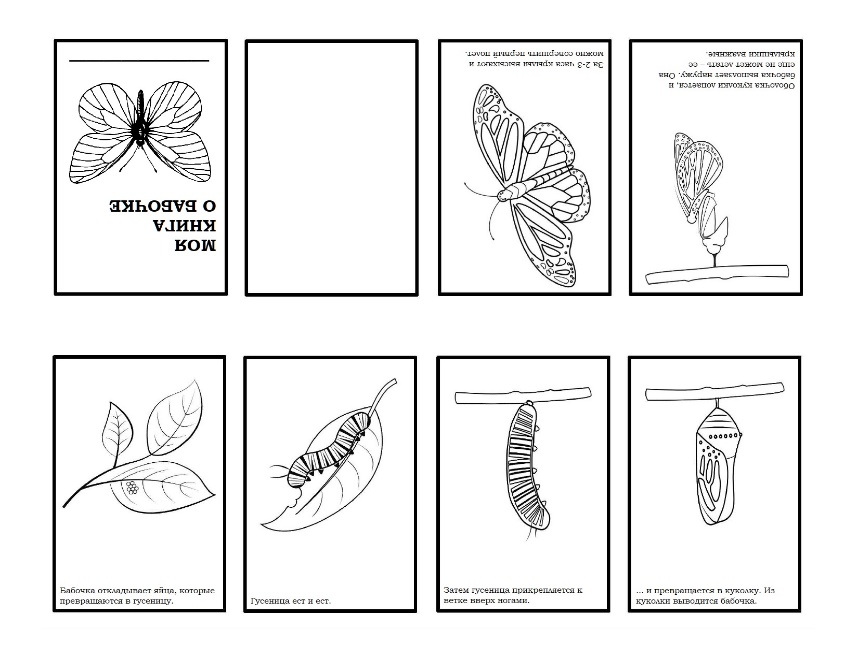 МОЯ
КНИГА
О БАБОЧКЕ
За 2-3 часа крылья высыхают и
можно совершить первый полет.
Оболочка куколки лопается, и
бабочка выползает наружу. Она
еще не может летать – ее
крылышки влажные.
Бабочка откладывает яйца, которые
превращаются в гусеницу.
Гусеница ест и ест.
Затем гусеница прикрепляется к
ветке вверх ногами.
... и превращается в куколку. Из
куколки выводится бабочка.